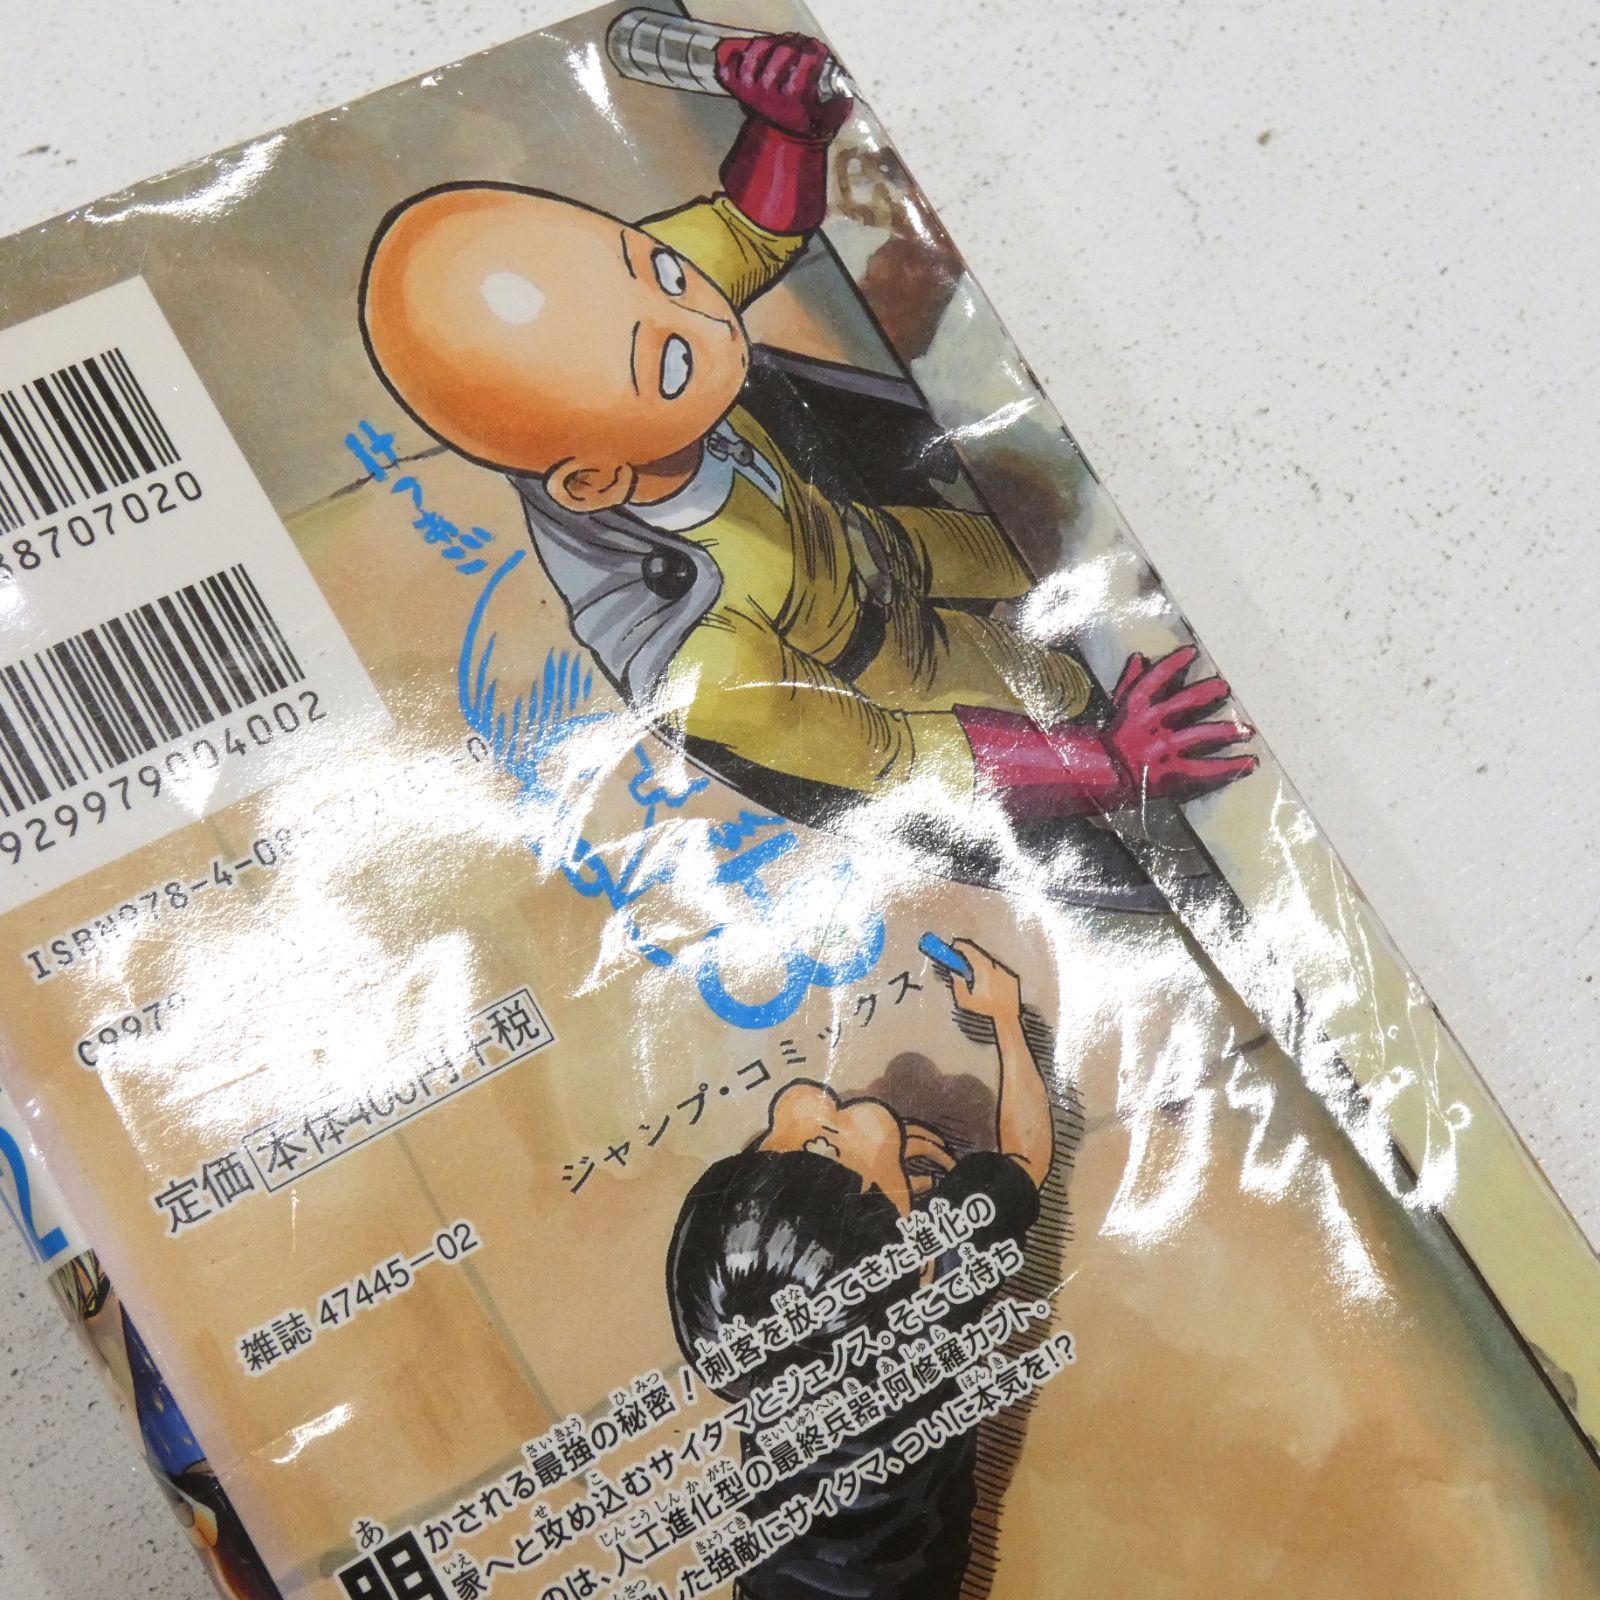 38707020
929979004002
ISBN978-4-08-
C9979
定価 本体400円+税
ジャンプ・コミックス
雑誌 47445-02
明かされる最強の秘密!刺客を放ってきた進化の
家へと攻め込むサイタマとジェノス。そこで待ち
のは、人工進化型の最終兵器・阿修羅カブト。
した強敵にサイタマ、ついに本気を!?
2